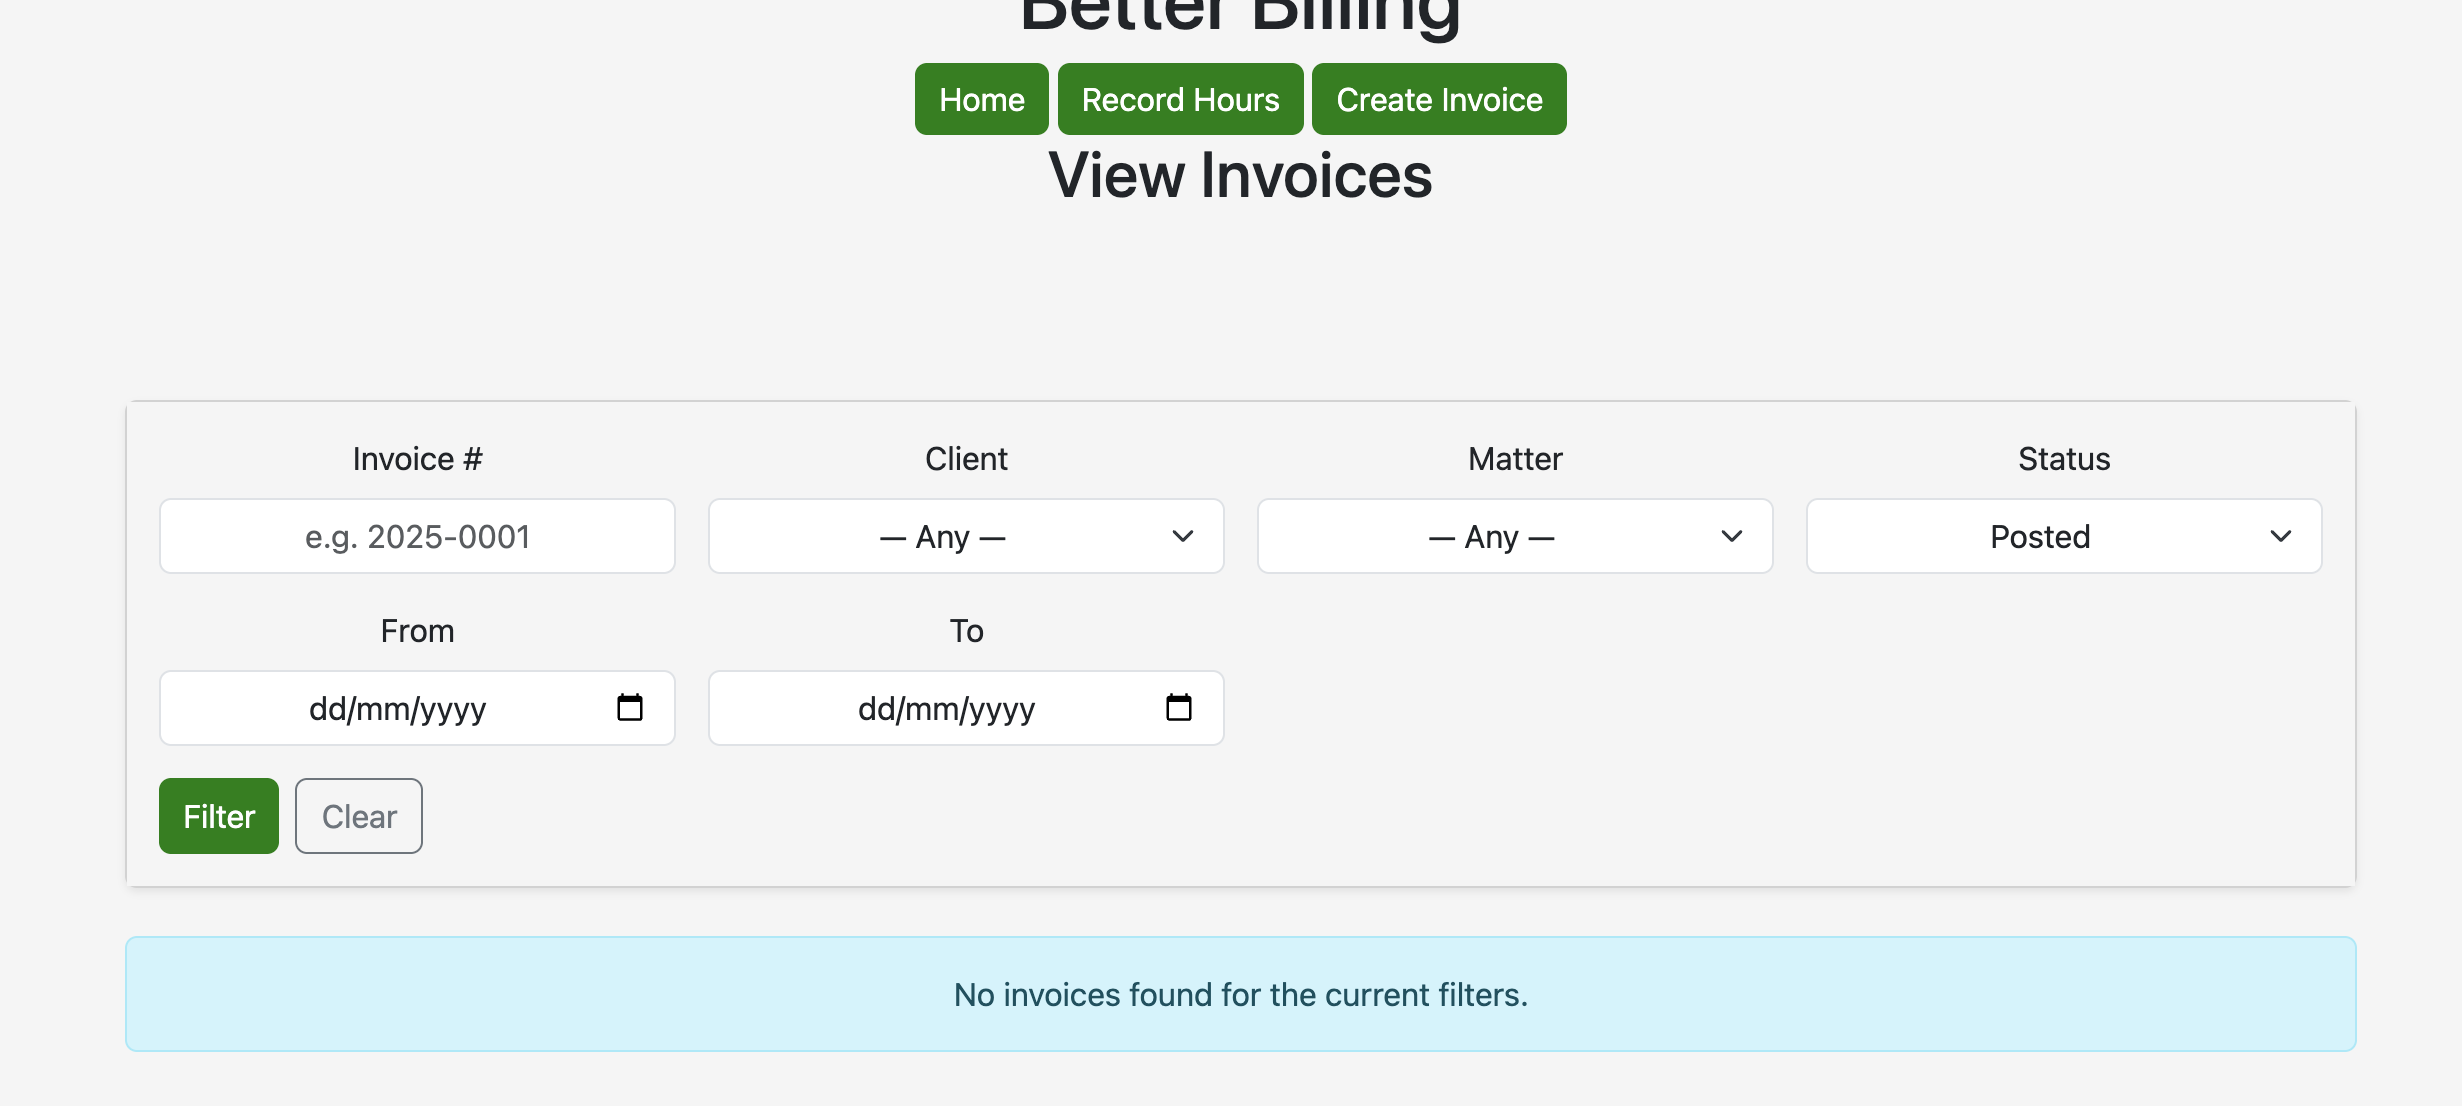 Better Billing
Home Record Hours Create Invoice
View Invoices
Invoice # Client Matter Status
e.g. 2025-0001 — Any — — Any — Posted
From To
dd/mm/yyyy dd/mm/yyyy
Filter Clear
No invoices found for the current filters.